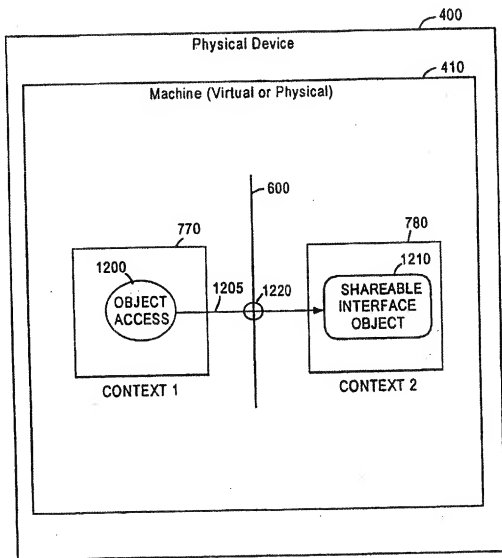 400
Physical Device
410
Machine (Virtual or Physical)
600
770
780
1200
1210
OBJECT
ACCESS
1205
1220
SHAREABLE
INTERFACE
OBJECT
CONTEXT 1
CONTEXT 2